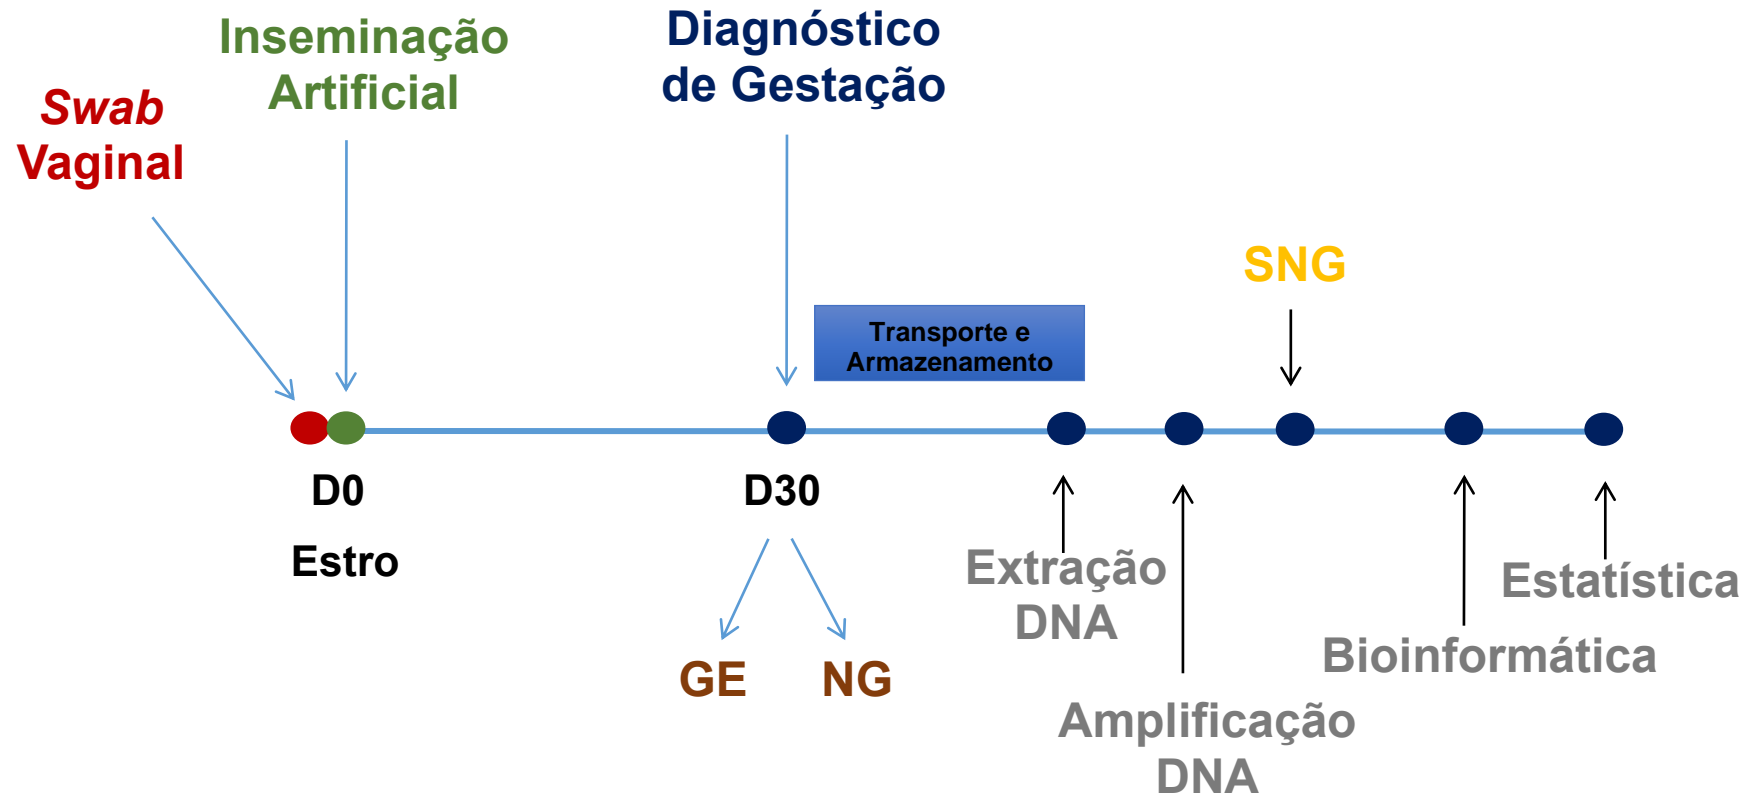 Inseminação
Artificial
Diagnóstico
de Gestação
Swab
Vaginal
SNG
Transporte e
Armazenamento
D0
D30
Estro
Extração
DNA
Estatística
Bioinformática
GE
NG
Amplificação
DNA